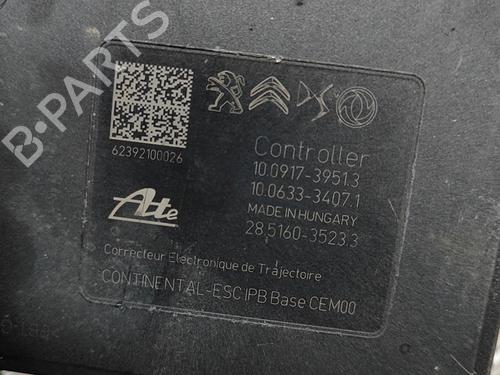 B-PARTS
62392100026
Controller
10.0917-3951.3
10.0633-3407.1
MADE IN HUNGARY
28.5160-3523.3
Ate
Correcteur Electronique de Trajectoire
CONTINENTAL-ESC IPB Base CEM00